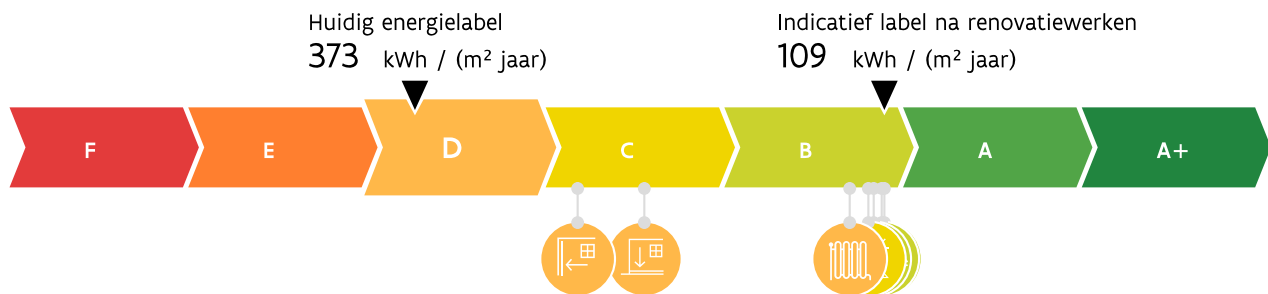 Huidig energielabel
373 kWh / (m² jaar)
Indicatief label na renovatiewerken
109 kWh / (m² jaar)
F E D C B A A+